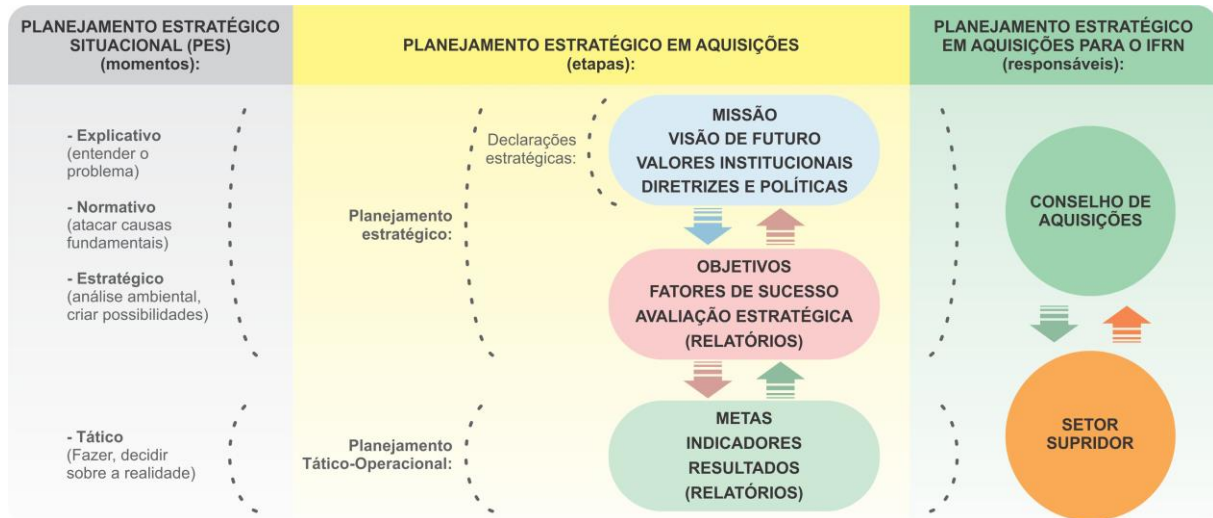 PLANEJAMENTO ESTRATÉGICO
SITUACIONAL (PES)
(momentos):
PLANEJAMENTO ESTRATÉGICO EM AQUISIÇÕES
(etapas):
PLANEJAMENTO ESTRATÉGICO
EM AQUISIÇÕES PARA O IFRN
(responsáveis):
- Explicativo
(entender o
problema)
- Normativo
(atacar causas
fundamentais)
- Estratégico
(análise ambiental,
criar possibilidades)
- Tático
(Fazer, decidir
sobre a realidade)
Planejamento
estratégico:
Declarações
estratégicas:
MISSÃO
VISÃO DE FUTURO
VALORES INSTITUCIONAIS
DIRETRIZES E POLÍTICAS
OBJETIVOS
FATORES DE SUCESSO
AVALIAÇÃO ESTRATÉGICA
(RELATÓRIOS)
Planejamento
Tático-Operacional:
METAS
INDICADORES
RESULTADOS
(RELATÓRIOS)
CONSELHO DE
AQUISIÇÕES
SETOR
SUPRIDOR